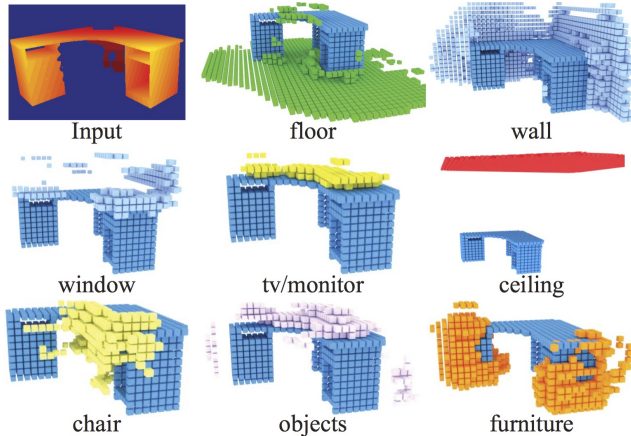 Input
floor
wall
window
tv/monitor
ceiling
chair
objects
furniture